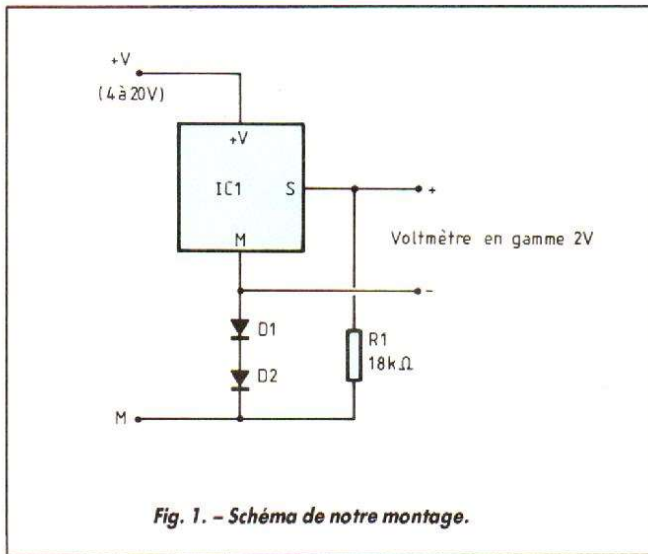 +V
(4 à 20V)
+V
IC1
S
+
M
Voltmètre en gamme 2V
-
D1
R1
18kΩ
D2
M
Fig. 1. – Schéma de notre montage.